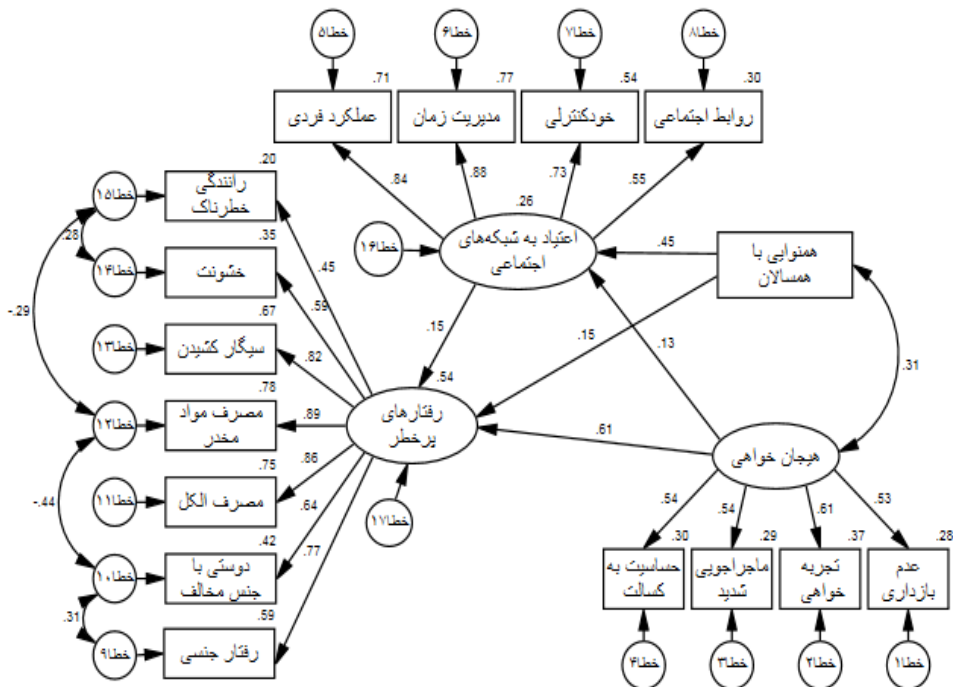 خطا۵
خطا۶
خطا۷
خطا۸
.71
.77
.54
.30
عملکرد فردی
مدیریت زمان
خودکنترلی
روابط اجتماعی
.84
.88
.73
.55
.26
اعتیاد به شبکه‌های
اجتماعی
خطا۱۶
.45
همنوایی با
همسالان
.20
رانندگی
خطرناک
خطا۱۵
.28
.35
خشونت
خطا۱۴
-.29
.67
سیگار کشیدن
خطا۱۳
.78
مصرف مواد
مخدر
خطا۱۲
.75
مصرف الکل
خطا۱۱
-.44
.42
دوستی با
جنس مخالف
خطا۱۰
.31
.59
رفتار جنسی
خطا۹
.45
.59
.82
.89
.86
.64
.77
.15
.54
رفتارهای
پرخطر
خطا۱۷
.15
.13
.31
.61
هیجان خواهی
.54
.54
.61
.53
.30
.29
.37
.28
حساسیت به
کسالت
ماجراجویی
شدید
تجربه
خواهی
عدم
بازداری
خطا۴
خطا۳
خطا۲
خطا۱